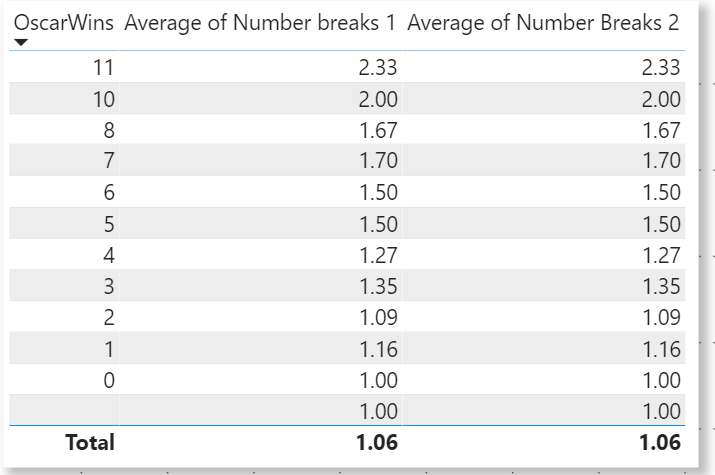 OscarWins Average of Number breaks 1 Average of Number Breaks 2
11 2.33 2.33
10 2.00 2.00
8 1.67 1.67
7 1.70 1.70
6 1.50 1.50
5 1.50 1.50
4 1.27 1.27
3 1.35 1.35
2 1.09 1.09
1 1.16 1.16
0 1.00 1.00
1.00 1.00
Total 1.06 1.06